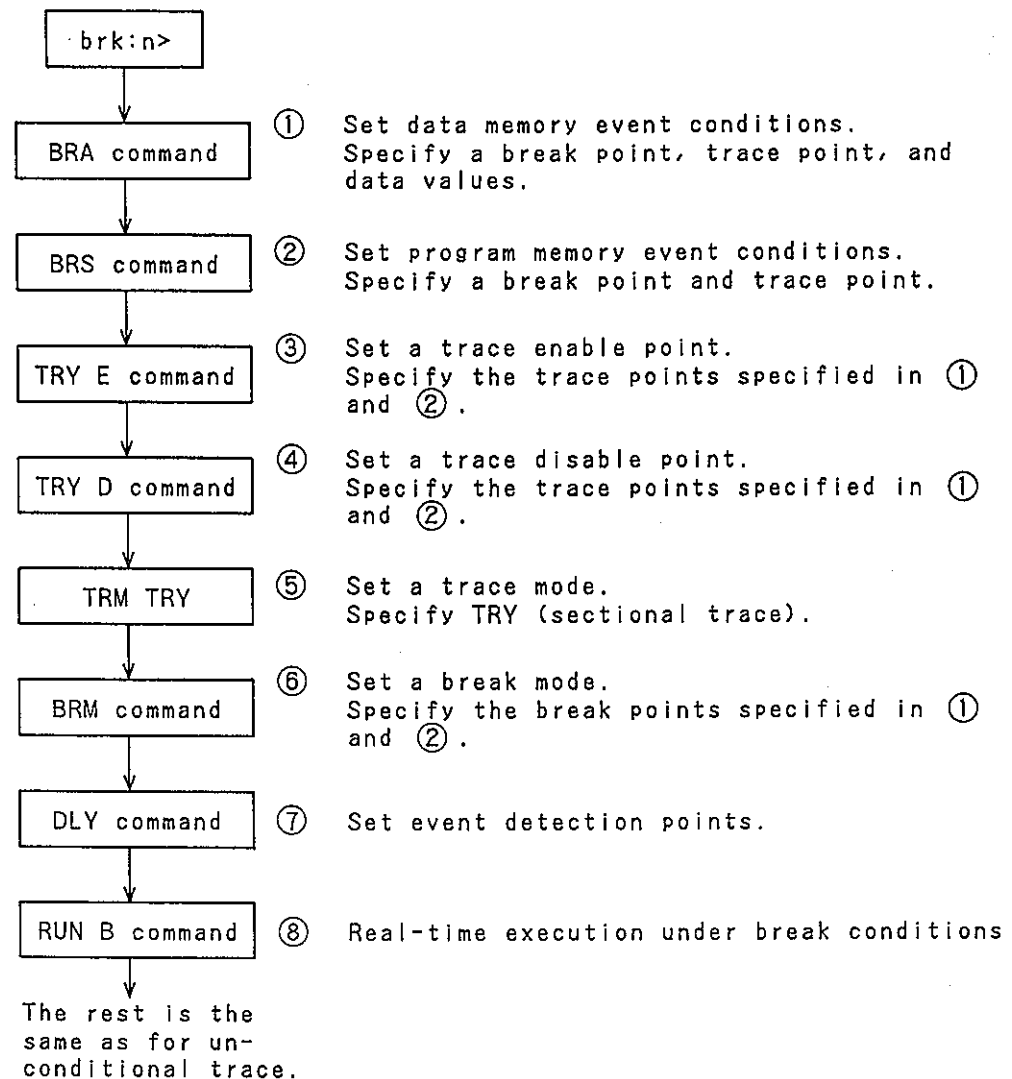 brk:n>
BRA command
① Set data memory event conditions.
Specify a break point, trace point, and
data values.
BRS command
② Set program memory event conditions.
Specify a break point and trace point.
TRY E command
③ Set a trace enable point.
Specify the trace points specified in ①
and ② .
TRY D command
④ Set a trace disable point.
Specify the trace points specified in ①
and ② .
TRM TRY
⑤ Set a trace mode.
Specify TRY (sectional trace).
BRM command
⑥ Set a break mode.
Specify the break points specified in ①
and ② .
DLY command
⑦ Set event detection points.
RUN B command
⑧ Real-time execution under break conditions
The rest is the
same as for un-
conditional trace.